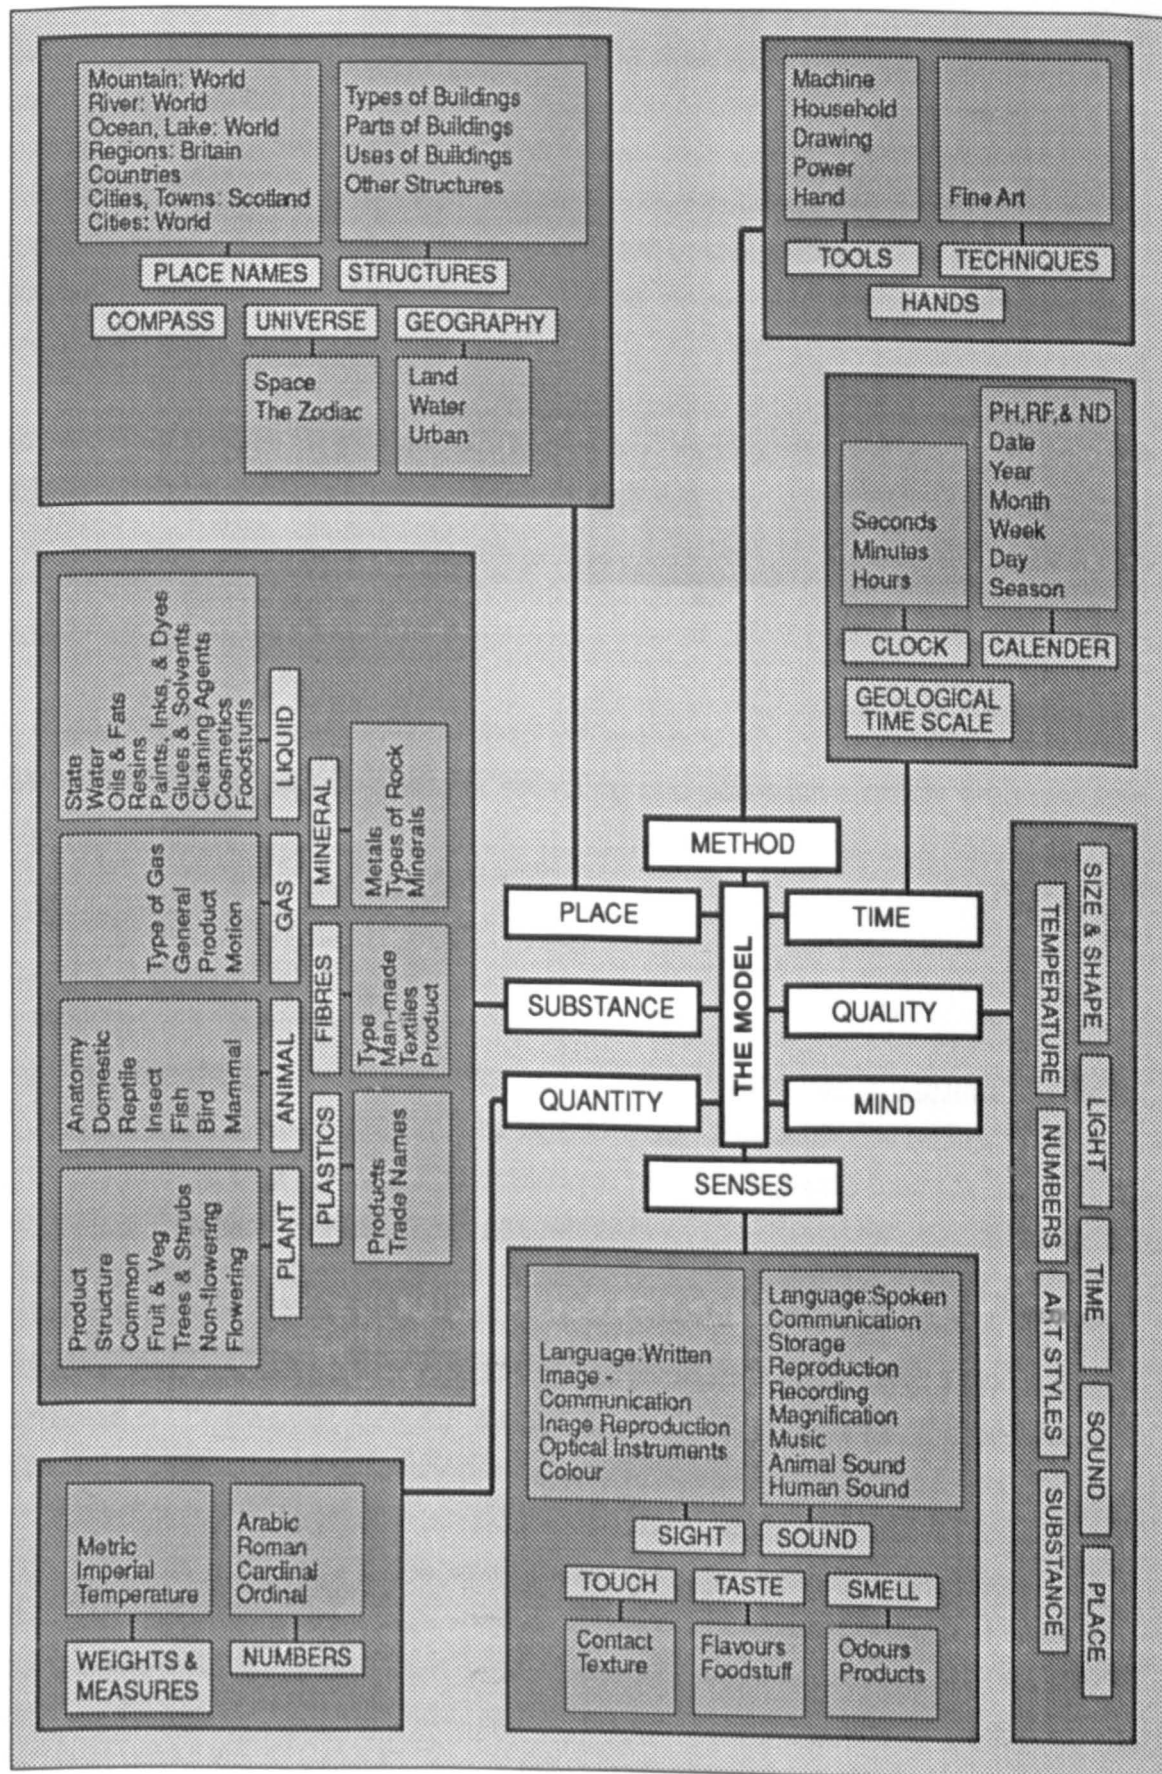 Mountain: World
River: World
Ocean, Lake: World
Regions: Britain
Countries
Cities, Towns: Scotland
Cities: World
PLACE NAMES
Types of Buildings
Parts of Buildings
Uses of Buildings
Other Structures
STRUCTURES
COMPASS
UNIVERSE
GEOGRAPHY
Space
The Zodiac
Land
Water
Urban
Machine
Household
Drawing
Power
Hand
TOOLS
Fine Art
TECHNIQUES
HANDS
Seconds
Minutes
Hours
CLOCK
PH,RF,& ND
Date
Year
Month
Week
Day
Season
CALENDER
GEOLOGICAL
TIME SCALE
State
Water
Oils & Fats
Resins
Paints, Inks, & Dyes
Glues & Solvents
Cleaning Agents
Cosmetics
Foodstuffs
LIQUID
Type of Gas
General
Product
Motion
GAS
Anatomy
Domestic
Reptile
Insect
Fish
Bird
Mammal
ANIMAL
Product
Structure
Common
Fruit & Veg
Trees & Shrubs
Non-flowering
Flowering
PLANT
MINERAL
Metals
Types of Rock
Minerals
FIBRES
Type
Man-made
Textiles
Product
PLASTICS
Products
Trade Names
METHOD
PLACE
TIME
SUBSTANCE
QUALITY
QUANTITY
MIND
SENSES
THE MODEL
SIZE & SHAPE
LIGHT
TIME
SOUND
PLACE
TEMPERATURE
NUMBERS
ART STYLES
SUBSTANCE
Metric
Imperial
Temperature
WEIGHTS &
MEASURES
Arabic
Roman
Cardinal
Ordinal
NUMBERS
Language:Written
Image -
Communication
Inage Reproduction
Optical Instruments
Colour
SIGHT
Language:Spoken
Communication
Storage
Reproduction
Recording
Magnification
Music
Animal Sound
Human Sound
SOUND
TOUCH
TASTE
SMELL
Contact
Texture
Flavours
Foodstuff
Odours
Products